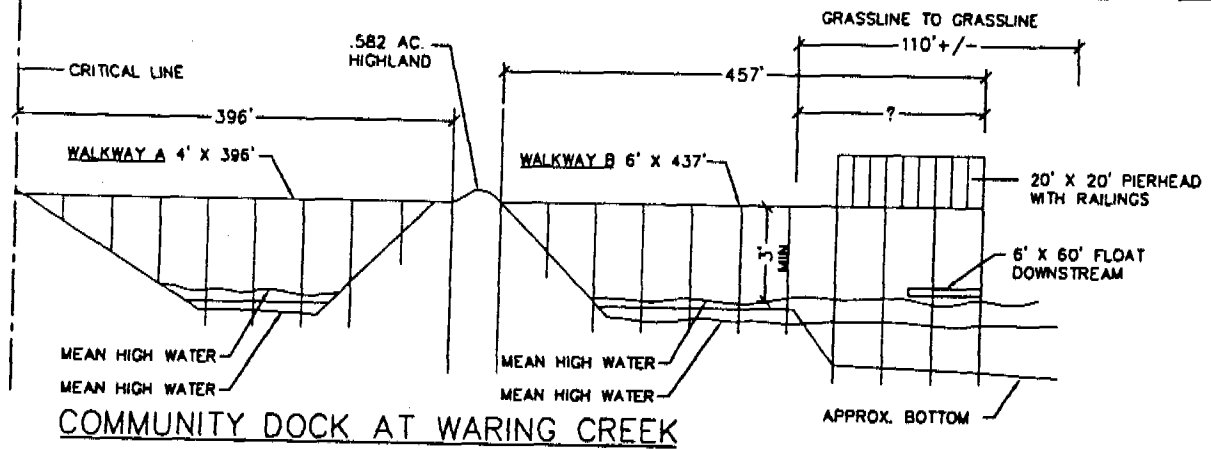 GRASSLINE TO GRASSLINE
110'+/-
.582 AC.
HIGHLAND
CRITICAL LINE
457'
396'
?
WALKWAY A 4' X 396'
WALKWAY B 6' X 437'
20' X 20' PIERHEAD
WITH RAILINGS
3'
MIN
6' X 60' FLOAT
DOWNSTREAM
MEAN HIGH WATER
MEAN HIGH WATER
MEAN HIGH WATER
MEAN HIGH WATER
APPROX. BOTTOM
COMMUNITY DOCK AT WARING CREEK